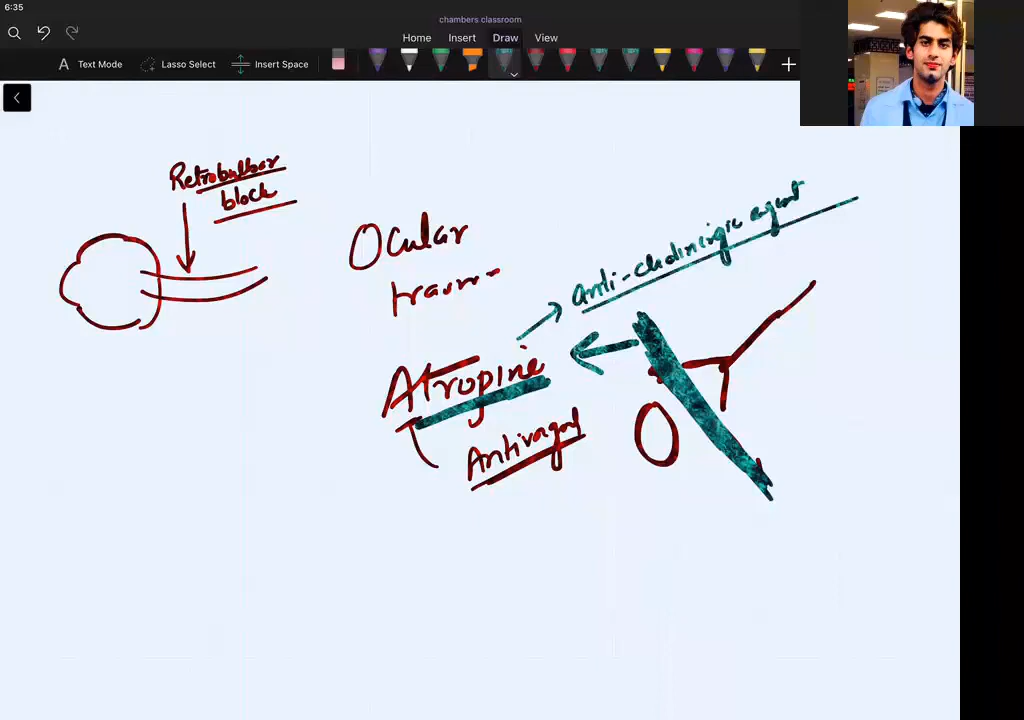 6:35
chambers classroom
Home Insert Draw View
A Text Mode Lasso Select Insert Space
Retrobulbar
block
Ocular
traum
Anti-cholinergic agent
Atropine
Antivagal